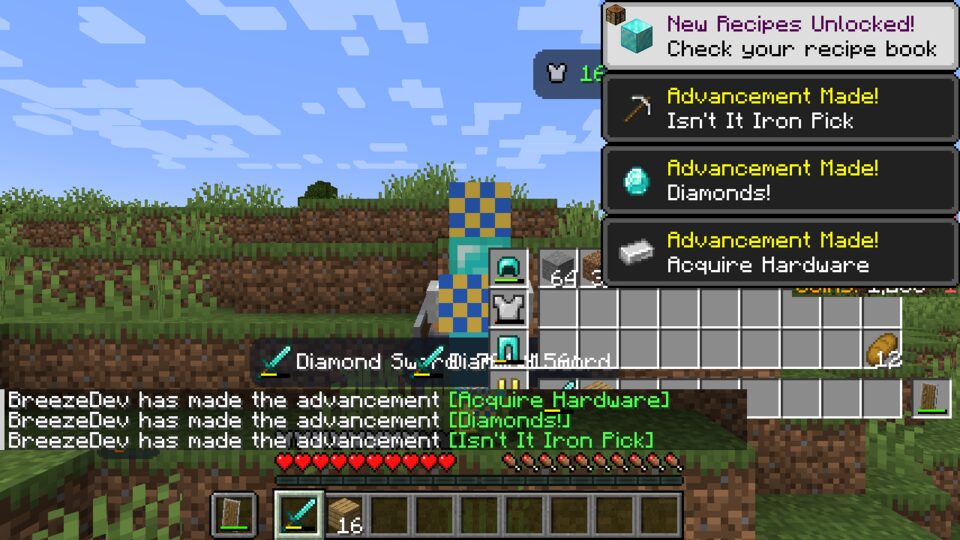 New Recipes Unlocked!
Check your recipe book
16
Advancement Made!
Isn't It Iron Pick
Advancement Made!
Diamonds!
Advancement Made!
Acquire Hardware
64
12
Diamond
BreezeDev has made the advancement [Acquire Hardware]
BreezeDev has made the advancement [Diamonds!]
BreezeDev has made the advancement [Isn't It Iron Pick]
16